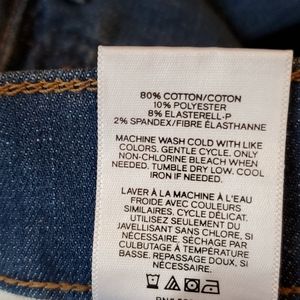 80% COTTON/COTON
10% POLYESTER
8% ELASTERELL-P
2% SPANDEX/FIBRE ÉLASTHANNE
MACHINE WASH COLD WITH LIKE
COLORS. GENTLE CYCLE. ONLY
NON-CHLORINE BLEACH WHEN
NEEDED. TUMBLE DRY LOW. COOL
IRON IF NEEDED.
LAVER À LA MACHINE À L'EAU
FROIDE AVEC COULEURS
SIMILAIRES. CYCLE DÉLICAT.
UTILISEZ SEULEMENT DU
JAVELLISANT SANS CHLORE, SI
NÉCESSAIRE. SÉCHAGE PAR
CULBUTAGE À TEMPÉRATURE
BASSE. REPASSAGE DOUX, SI
NÉCESSAIRE.